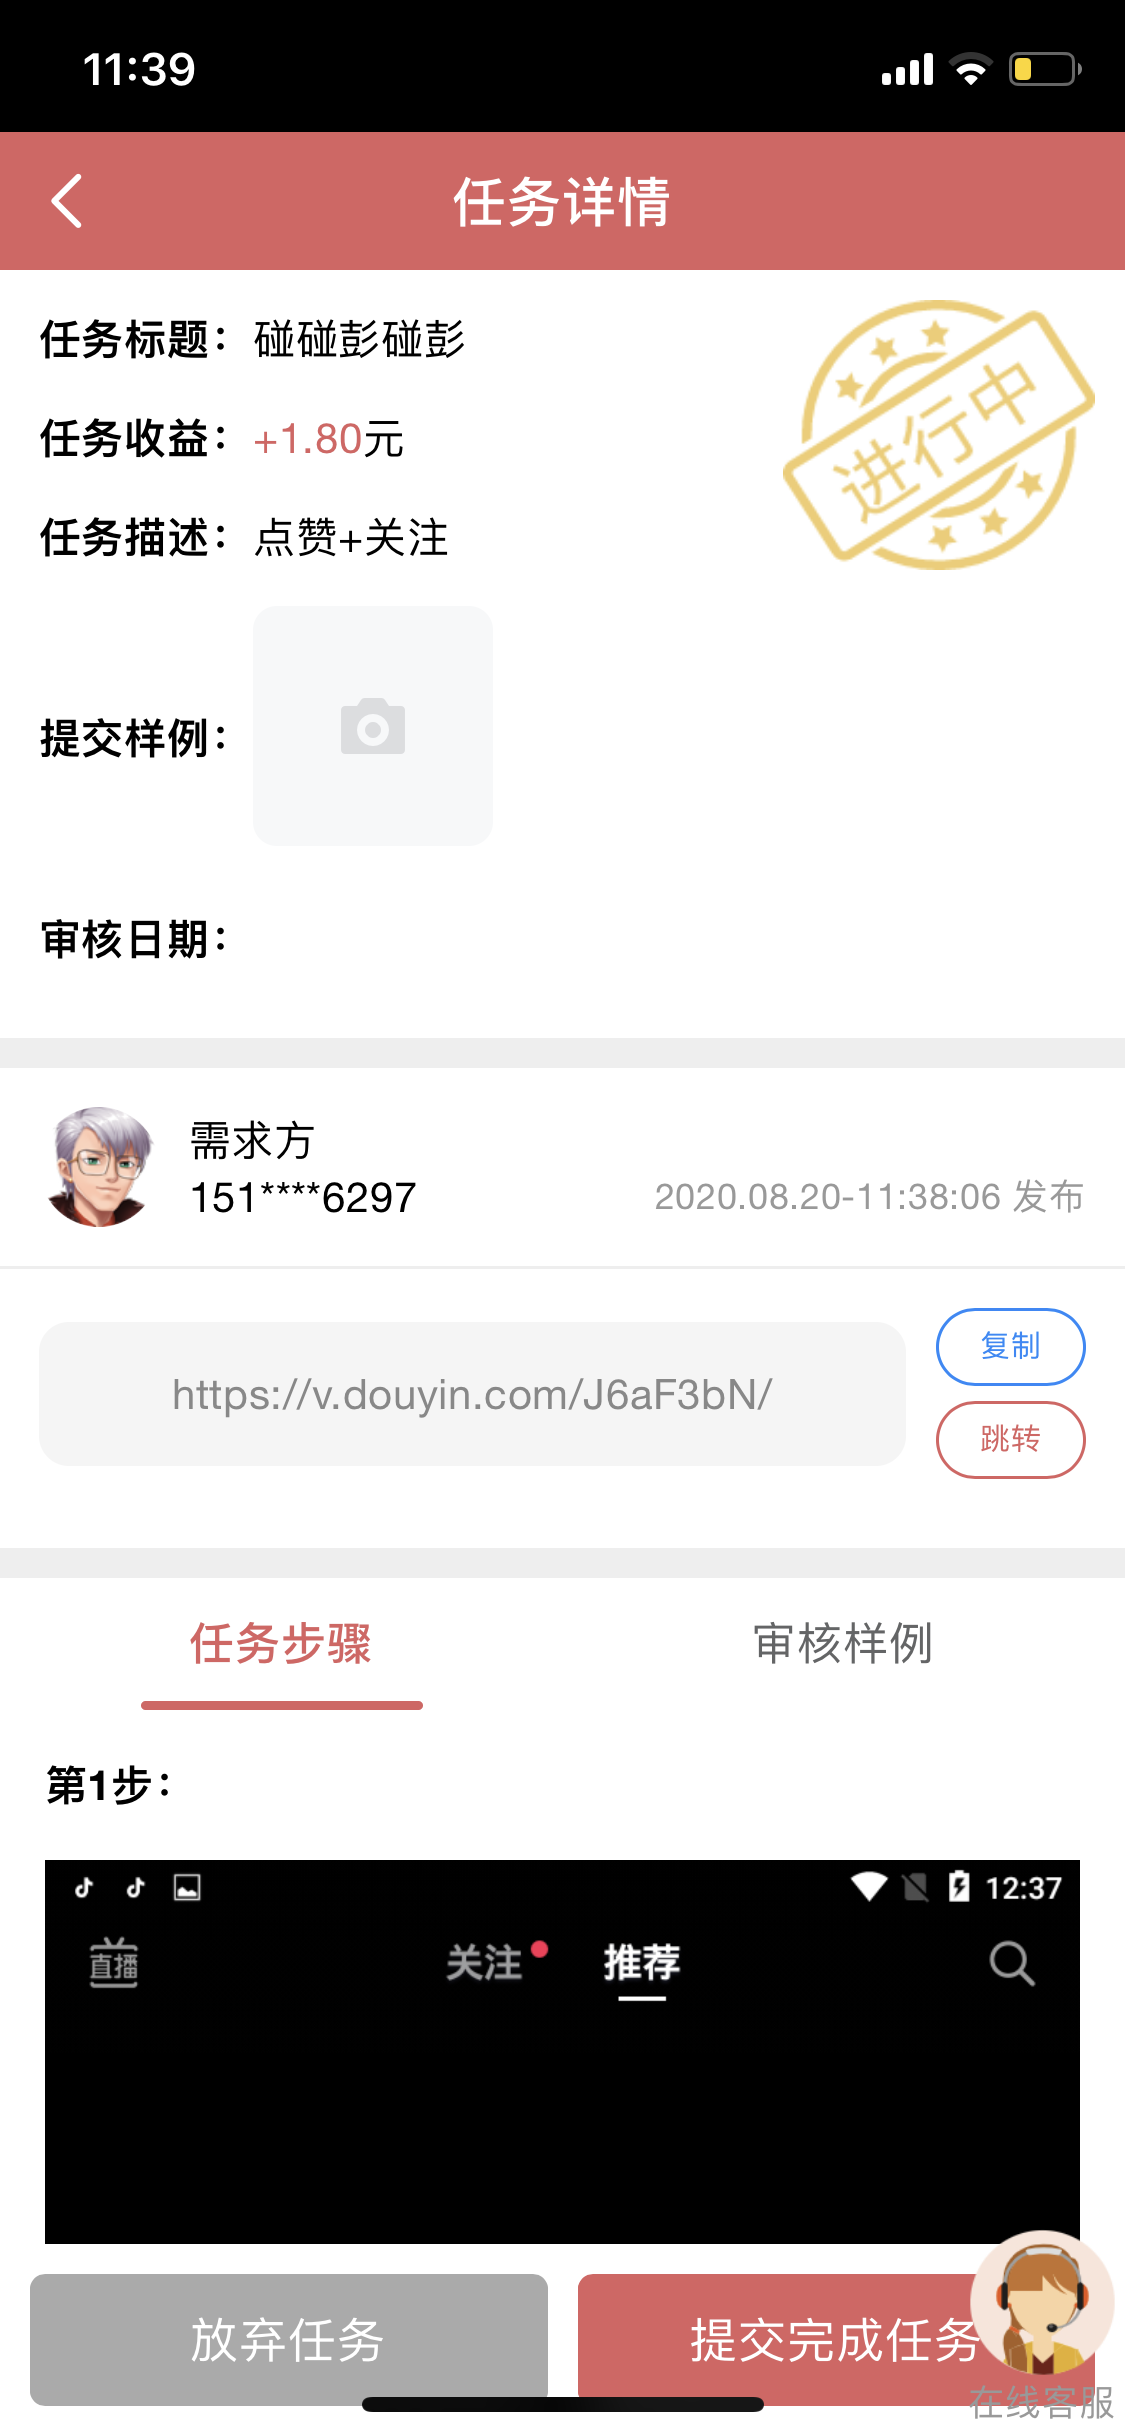 11:39
任务详情
任务标题：碰碰彭碰彭
任务收益：+1.80元
任务描述：点赞+关注
进行中
提交样例：
审核日期：
需求方
151****6297
2020.08.20-11:38:06 发布
https://v.douyin.com/J6aF3bN/
复制
跳转
任务步骤
审核样例
第1步：
12:37
直播
关注
推荐
放弃任务
提交完成任务
在线客服